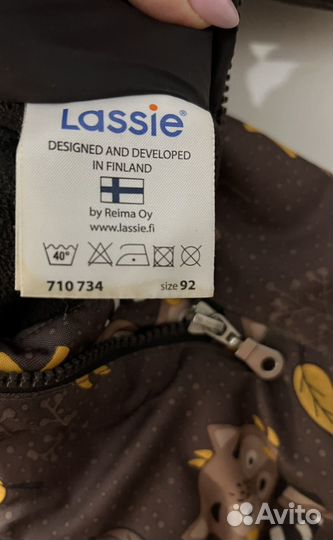 Lassie®
DESIGNED AND DEVELOPED
IN FINLAND
by Reima Oy
www.lassie.fi
40°
710 734 size 92
Avito